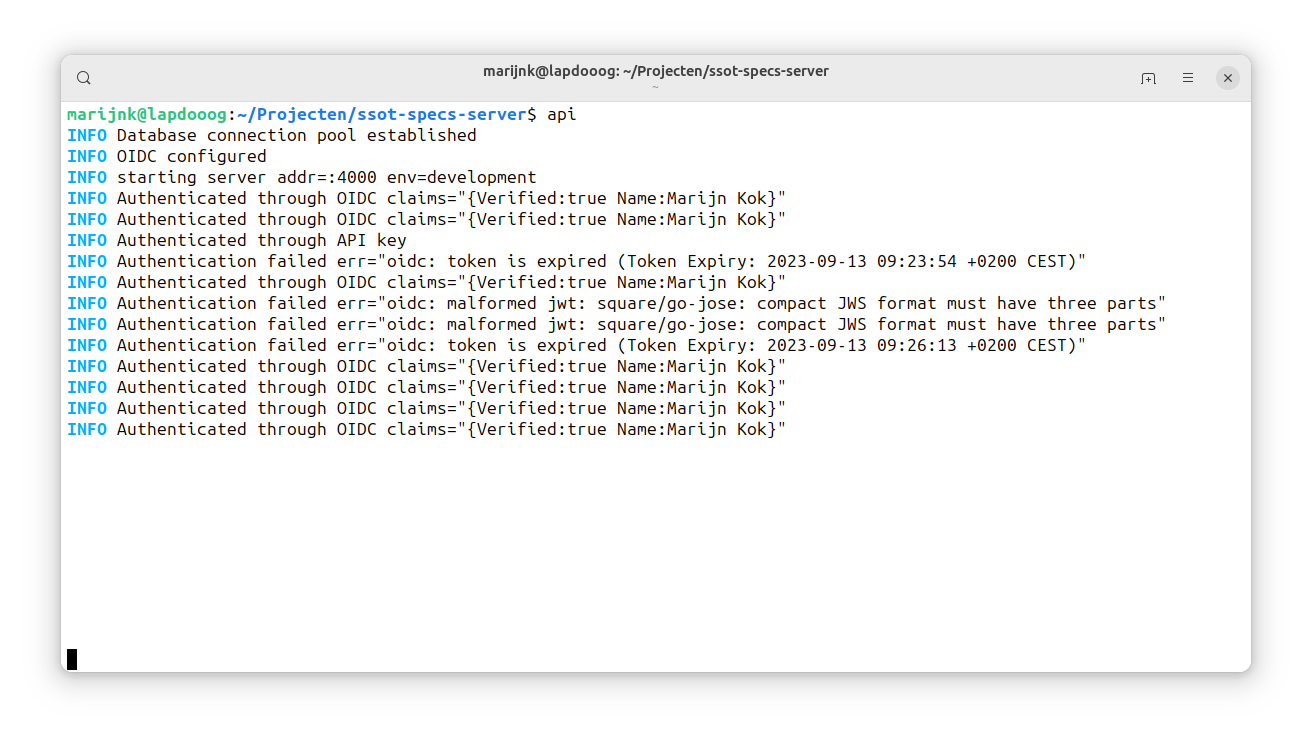 marijnk@lapdooog: ~/Projecten/ssot-specs-server
~
marijnk@lapdooog:~/Projecten/ssot-specs-server$ api
INFO Database connection pool established
INFO OIDC configured
INFO starting server addr=:4000 env=development
INFO Authenticated through OIDC claims="{Verified:true Name:Marijn Kok}"
INFO Authenticated through OIDC claims="{Verified:true Name:Marijn Kok}"
INFO Authenticated through API key
INFO Authentication failed err="oidc: token is expired (Token Expiry: 2023-09-13 09:23:54 +0200 CEST)"
INFO Authenticated through OIDC claims="{Verified:true Name:Marijn Kok}"
INFO Authentication failed err="oidc: malformed jwt: square/go-jose: compact JWS format must have three parts"
INFO Authentication failed err="oidc: malformed jwt: square/go-jose: compact JWS format must have three parts"
INFO Authentication failed err="oidc: token is expired (Token Expiry: 2023-09-13 09:26:13 +0200 CEST)"
INFO Authenticated through OIDC claims="{Verified:true Name:Marijn Kok}"
INFO Authenticated through OIDC claims="{Verified:true Name:Marijn Kok}"
INFO Authenticated through OIDC claims="{Verified:true Name:Marijn Kok}"
INFO Authenticated through OIDC claims="{Verified:true Name:Marijn Kok}"